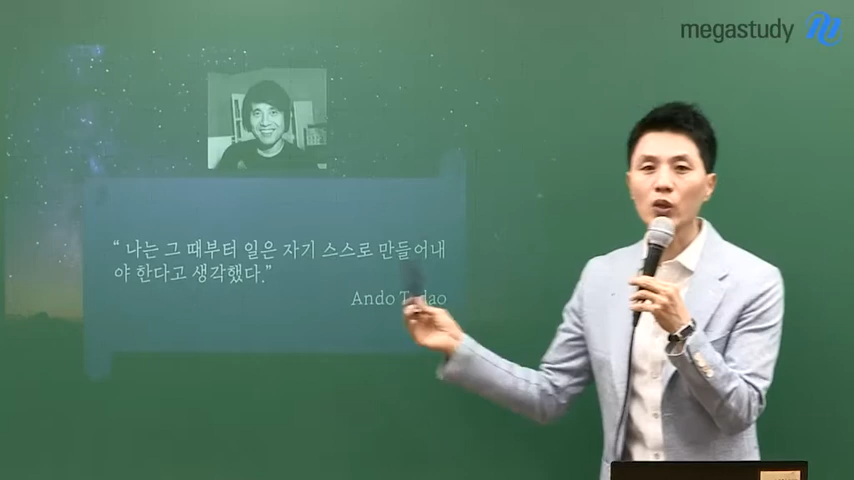 megastudy
“ 나는 그 때부터 일은 자기 스스로 만들어내
야 한다고 생각했다.”
Ando